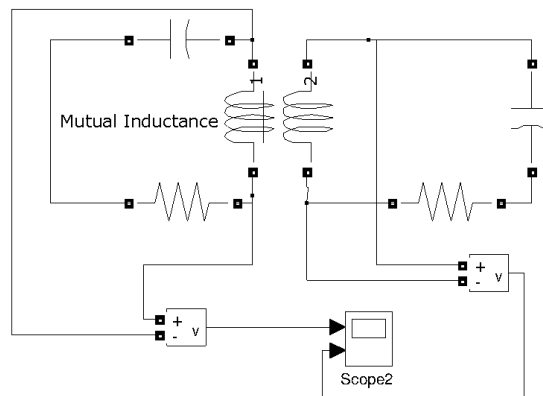 1
2
Mutual Inductance
+
-
v
+
-
v
Scope2